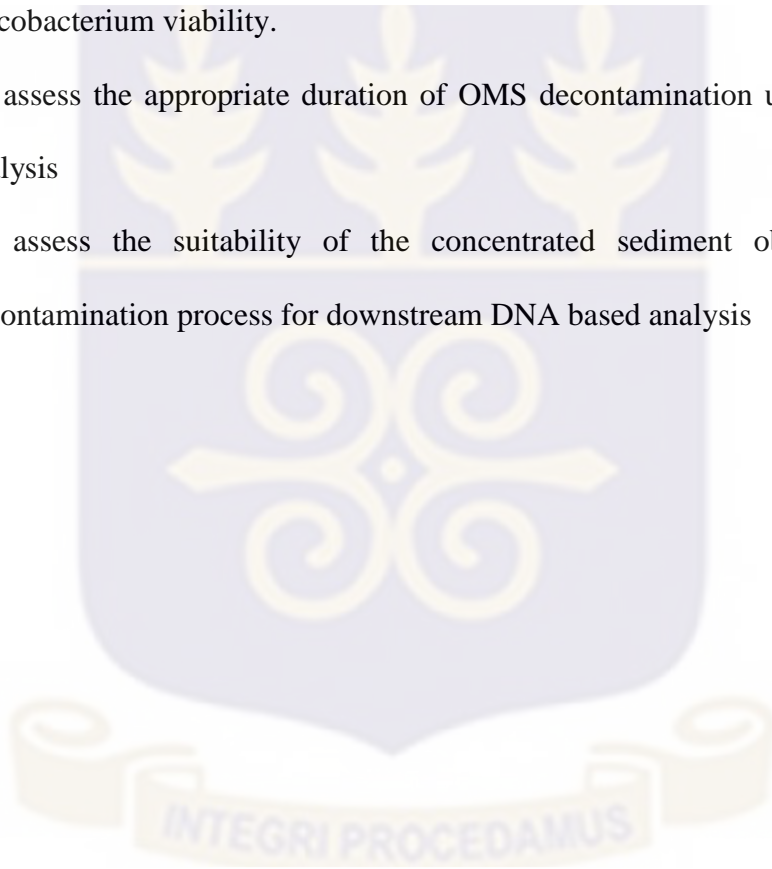 cobacterium viability.
assess the appropriate duration of OMS decontamination u
lysis
assess the suitability of the concentrated sediment ob
ontamination process for downstream DNA based analysis
INTEGRI PROCEDAMUS